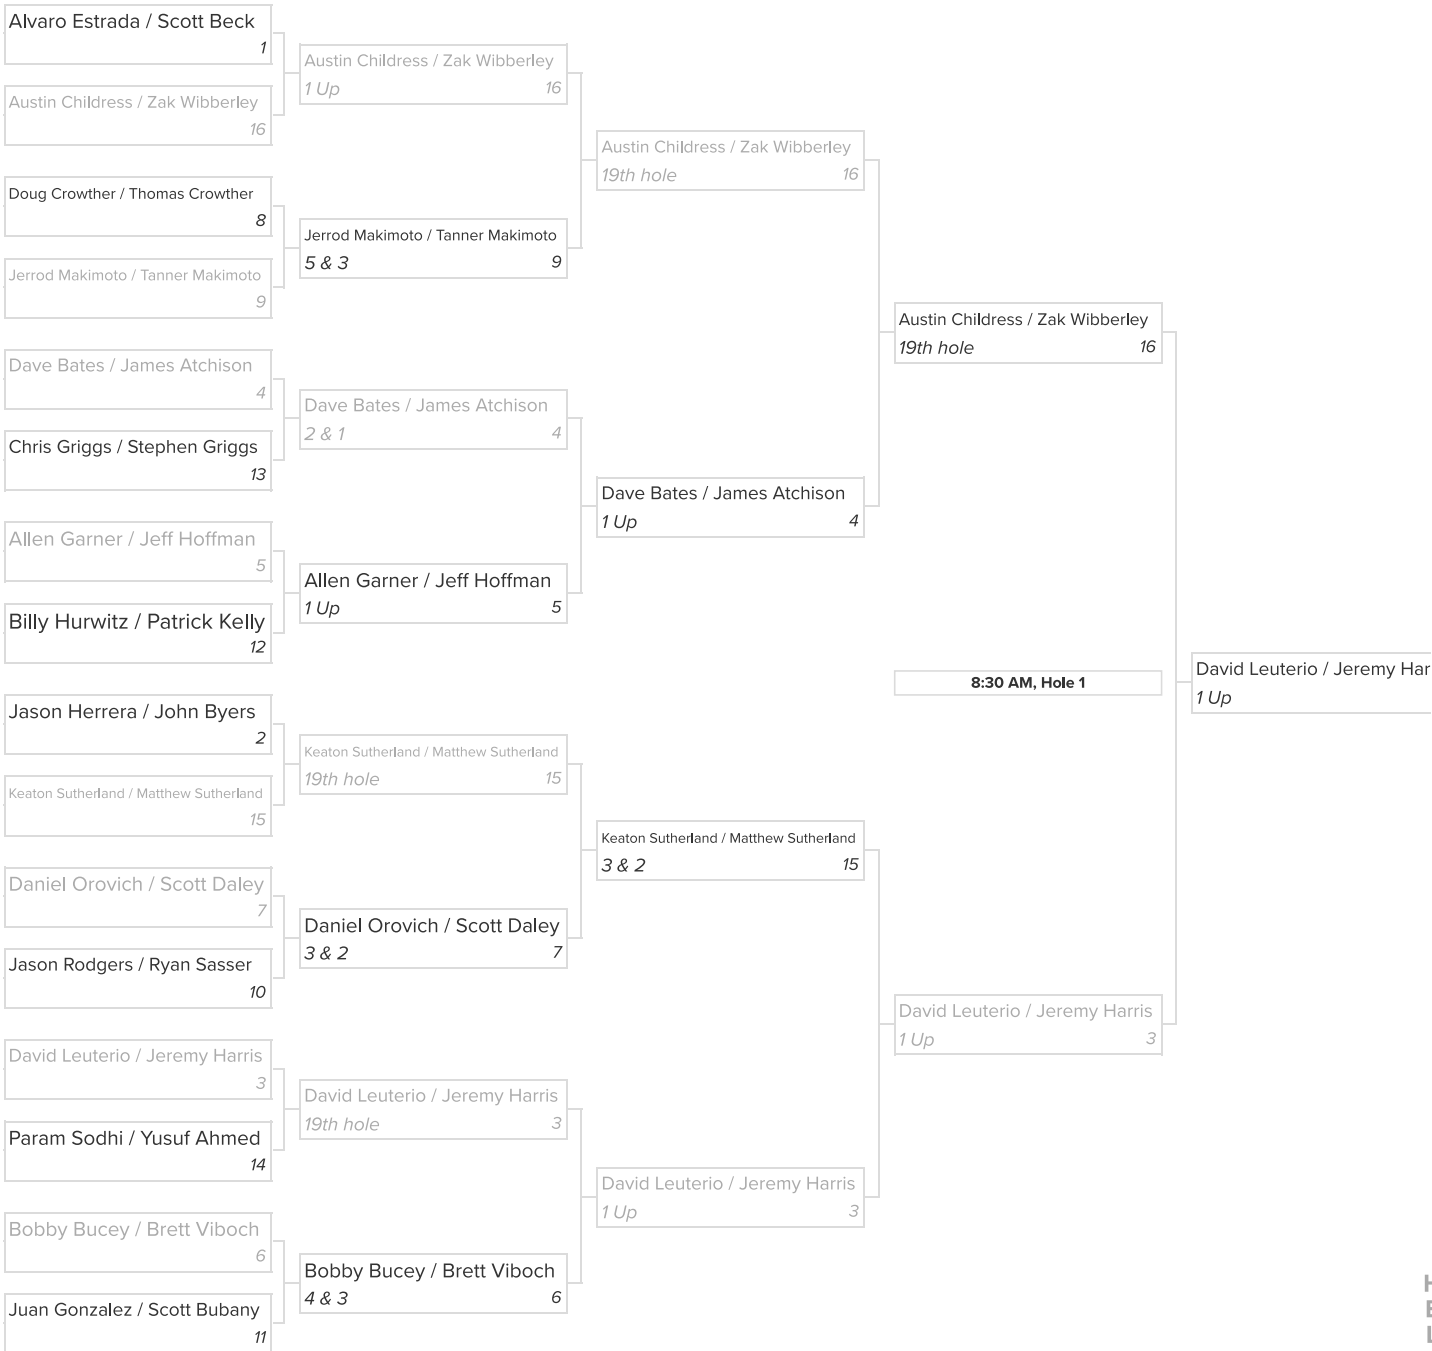 Alvaro Estrada / Scott Beck
1
Austin Childress / Zak Wibberley
16
Doug Crowther / Thomas Crowther
8
Jerrod Makimoto / Tanner Makimoto
9
Dave Bates / James Atchison
4
Chris Griggs / Stephen Griggs
13
Allen Garner / Jeff Hoffman
5
Billy Hurwitz / Patrick Kelly
12
Jason Herrera / John Byers
2
Keaton Sutherland / Matthew Sutherland
15
Daniel Orovich / Scott Daley
7
Jason Rodgers / Ryan Sasser
10
David Leuterio / Jeremy Harris
3
Param Sodhi / Yusuf Ahmed
14
Bobby Bucey / Brett Viboch
6
Juan Gonzalez / Scott Bubany
11
Austin Childress / Zak Wibberley
1 Up 16
Jerrod Makimoto / Tanner Makimoto
5 & 3 9
Dave Bates / James Atchison
2 & 1 4
Allen Garner / Jeff Hoffman
1 Up 5
Keaton Sutherland / Matthew Sutherland
19th hole 15
Daniel Orovich / Scott Daley
3 & 2 7
David Leuterio / Jeremy Harris
19th hole 3
Bobby Bucey / Brett Viboch
4 & 3 6
Austin Childress / Zak Wibberley
19th hole 16
Dave Bates / James Atchison
1 Up 4
Keaton Sutherland / Matthew Sutherland
3 & 2 15
David Leuterio / Jeremy Harris
1 Up 3
Austin Childress / Zak Wibberley
19th hole 16
8:30 AM, Hole 1
David Leuterio / Jeremy Harris
1 Up 3
David Leuterio / Jeremy Har
1 Up